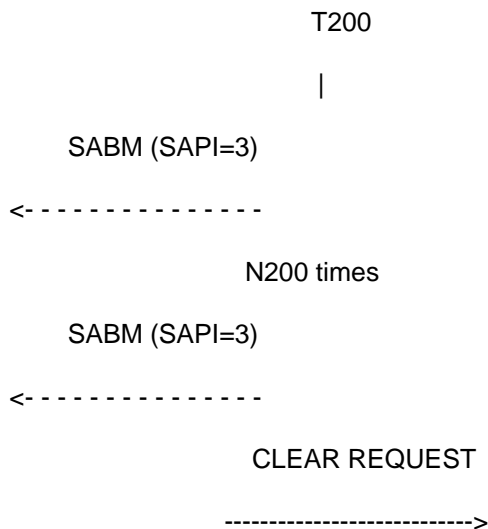 T200
|
SABM (SAPI=3)
<- - - - - - - - - - - - - - -
N200 times
SABM (SAPI=3)
<- - - - - - - - - - - - - - -
CLEAR REQUEST
---------------------------->